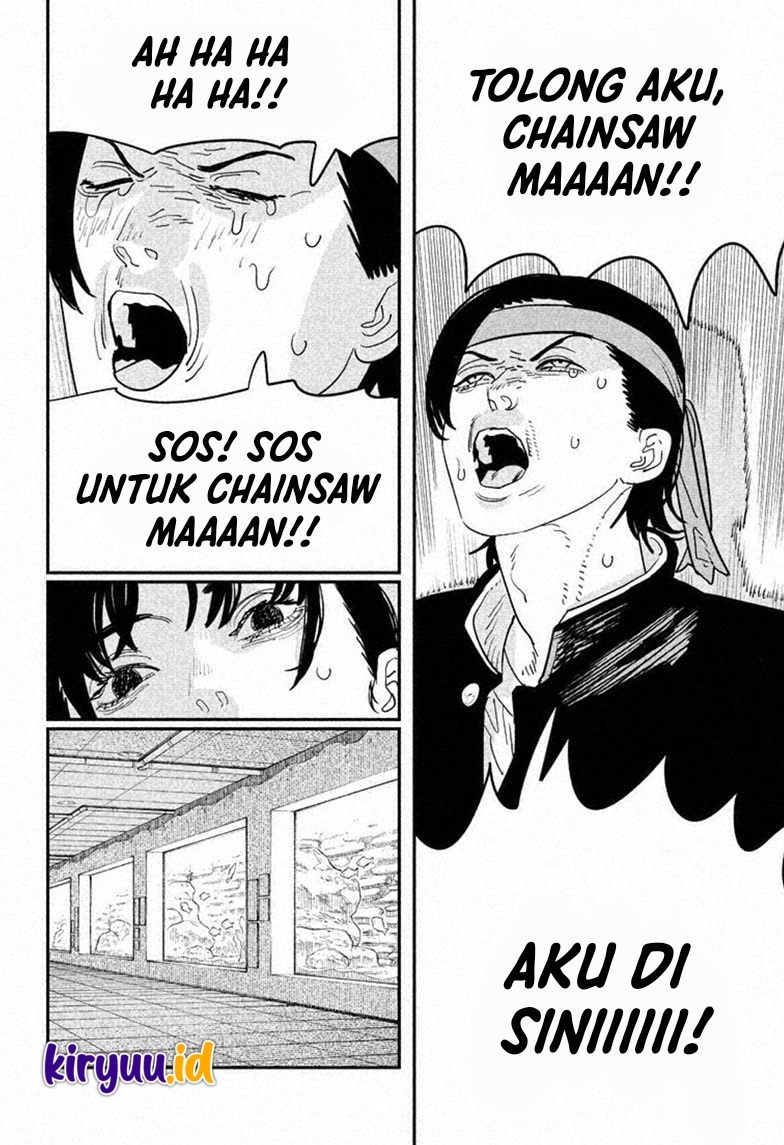 TOLONG AKU,
CHAINSAW
MAAAAN!!
AKU DI
SINIIIIII!
AH HA HA
HA HA!!
SOS! SOS
UNTUK CHAINSAW
MAAAAN!!
kiryuu.id